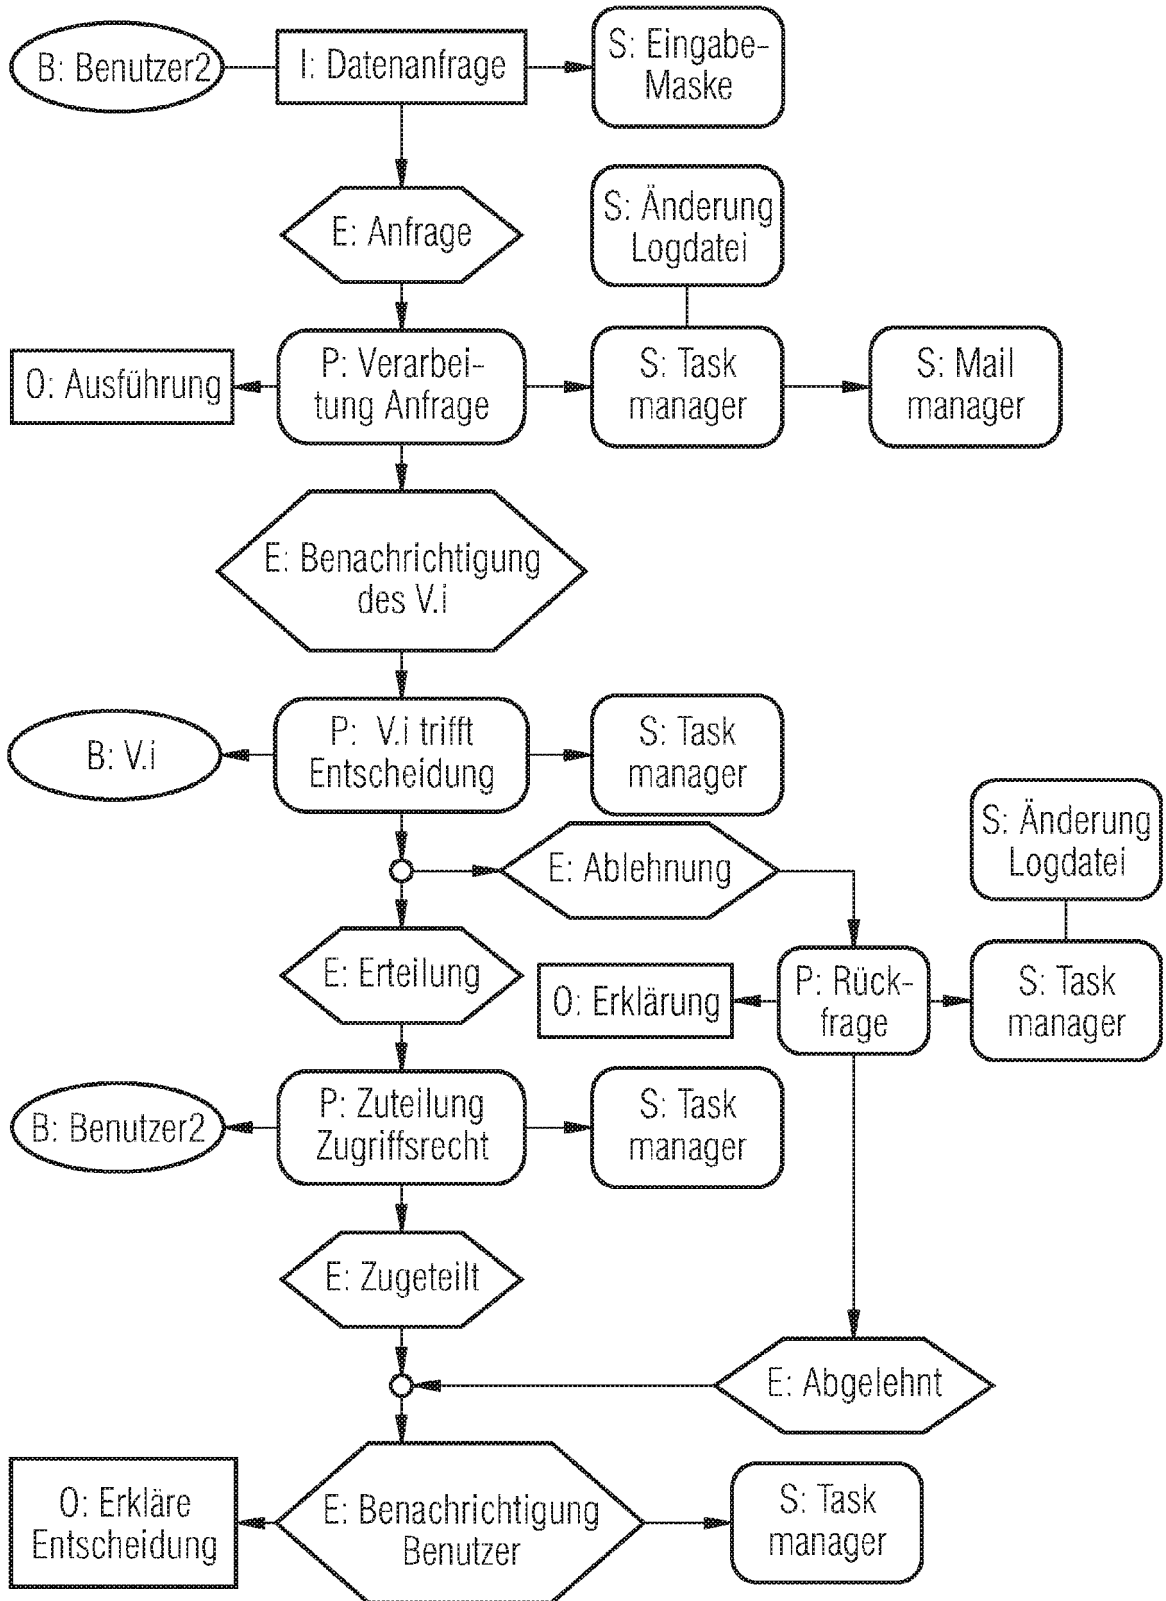 B: Benutzer2
I: Datenanfrage
S: Eingabe-
Maske
E: Anfrage
S: Änderung
Logdatei
O: Ausführung
P: Verarbei-
tung Anfrage
S: Task
manager
S: Mail
manager
E: Benachrichtigung
des V.i
B: V.i
P: V.i trifft
Entscheidung
S: Task
manager
S: Änderung
Logdatei
E: Ablehnung
E: Erteilung
O: Erklärung
P: Rück-
frage
S: Task
manager
B: Benutzer2
P: Zuteilung
Zugriffsrecht
S: Task
manager
E: Zugeteilt
E: Abgelehnt
O: Erkläre
Entscheidung
E: Benachrichtigung
Benutzer
S: Task
manager